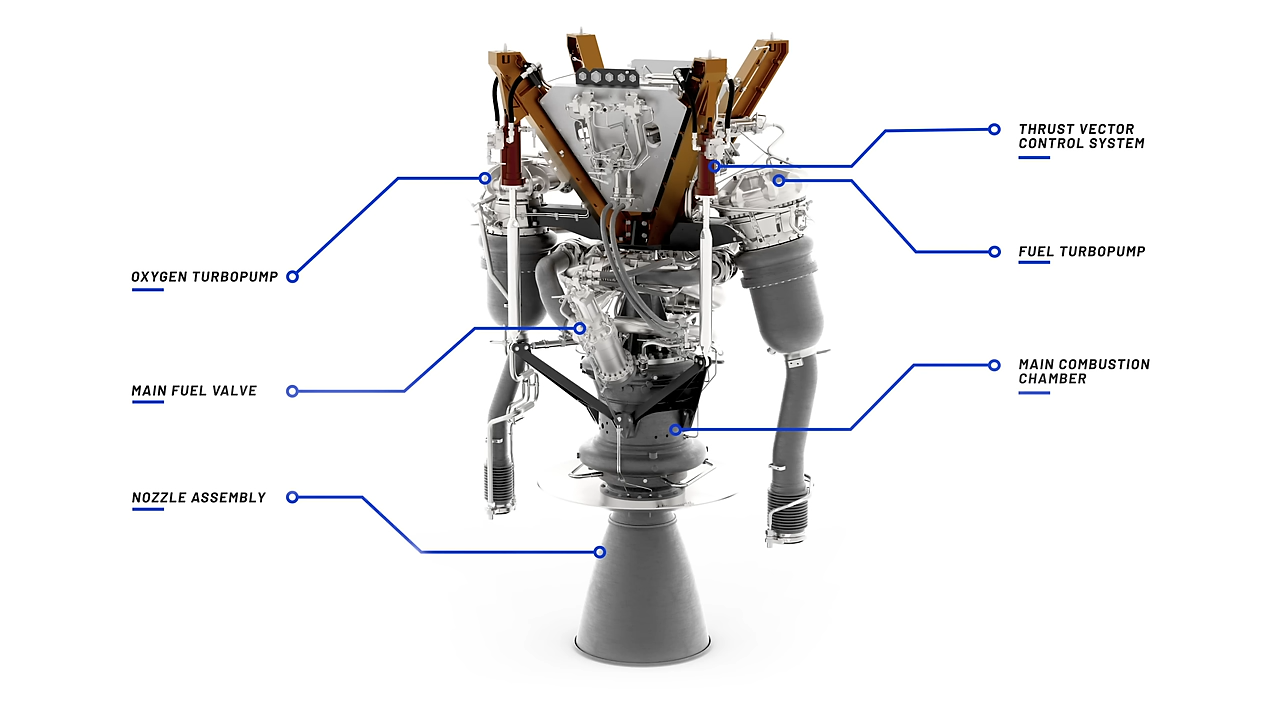 THRUST VECTOR
CONTROL SYSTEM
OXYGEN TURBOPUMP
FUEL TURBOPUMP
MAIN FUEL VALVE
MAIN COMBUSTION
CHAMBER
NOZZLE ASSEMBLY